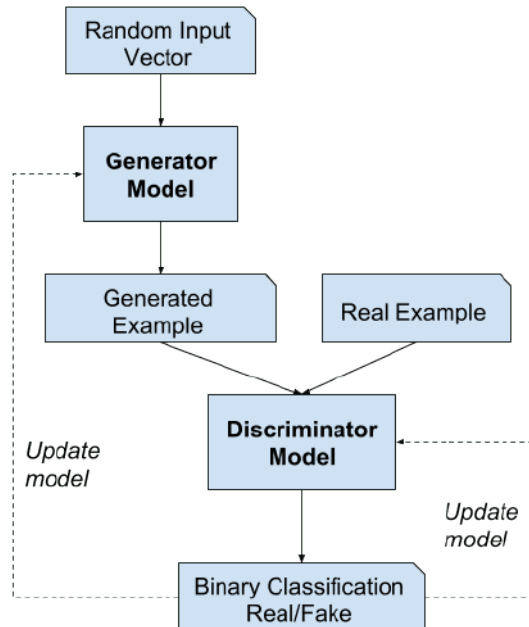 Random Input
Vector
Generator
Model
Generated
Example
Real Example
Discriminator
Model
Update
model
Update
model
Binary Classification
Real/Fake